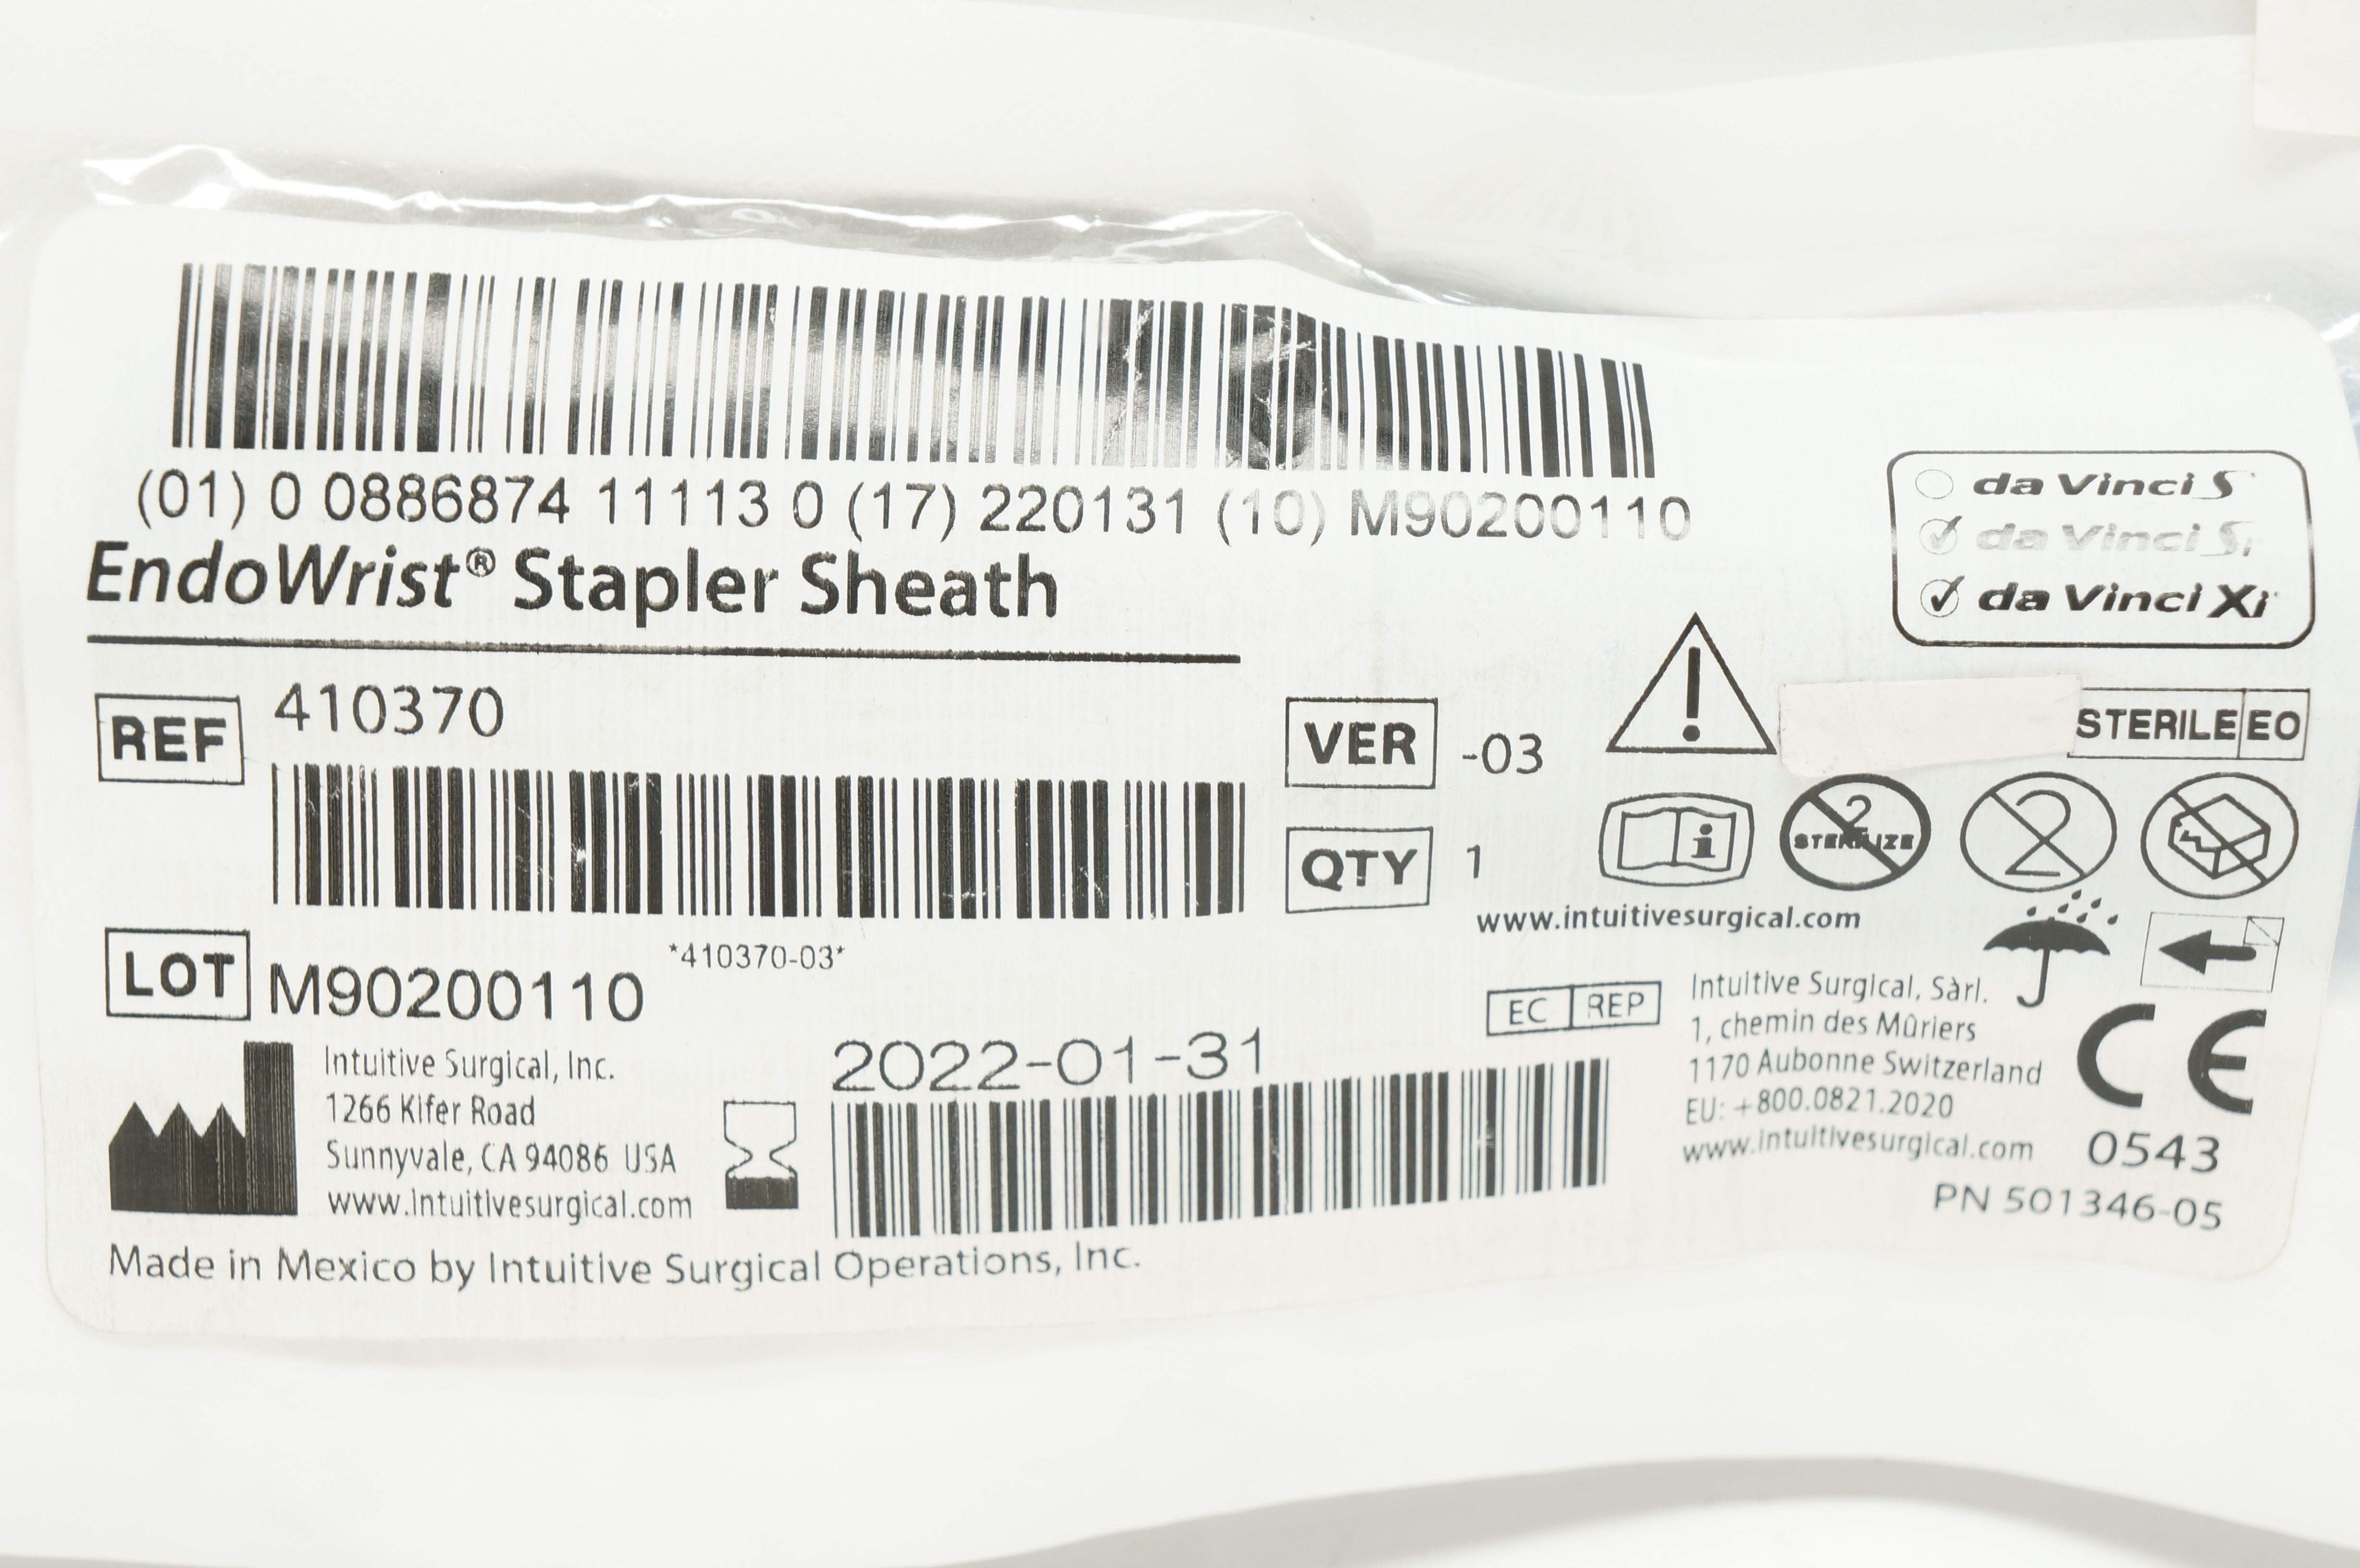 (01) 0 0886874 11113 0 (17) 220131 (10) M90200110
EndoWrist® Stapler Sheath
da Vinci S
da Vinci Si
da Vinci Xi
REF 410370
VER -03
STERILE EO
QTY 1
2
STERILIZE
2
www.intuitivesurgical.com
*410370-03*
LOT M90200110
Intuitive Surgical, Inc.
1266 Kifer Road
Sunnyvale, CA 94086 USA
www.intuitivesurgical.com
2022-01-31
EC REP
Intuitive Surgical, Sàrl.
1, chemin des Mûriers
1170 Aubonne Switzerland
EU: +800.0821.2020
www.intuitivesurgical.com
CE
0543
PN 501346-05
Made in Mexico by Intuitive Surgical Operations, Inc.